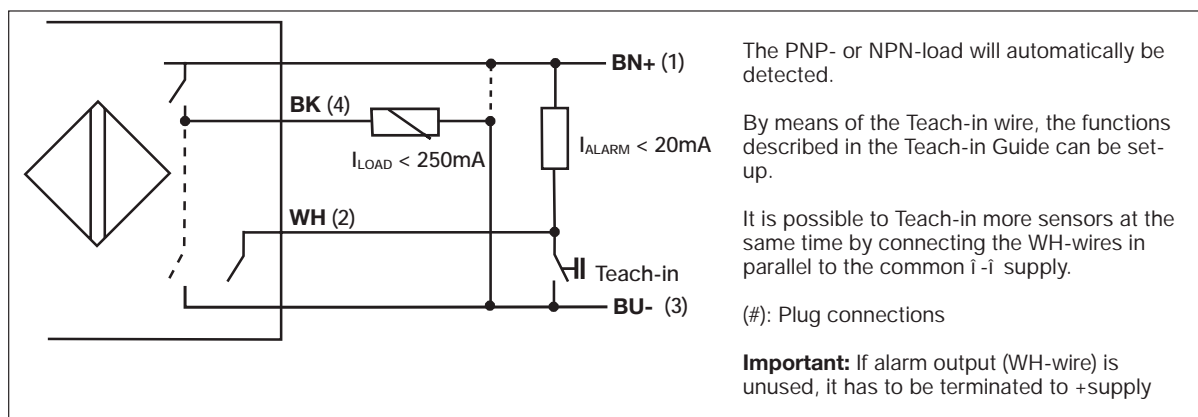 BN+ (1)
BK (4)
I_LOAD < 250mA
I_ALARM < 20mA
WH (2)
Teach-in
BU- (3)
The PNP- or NPN-load will automatically be
detected.
By means of the Teach-in wire, the functions
described in the Teach-in Guide can be set-
up.
It is possible to Teach-in more sensors at the
same time by connecting the WH-wires in
parallel to the common î -î supply.
(#): Plug connections
Important: If alarm output (WH-wire) is
unused, it has to be terminated to +supply